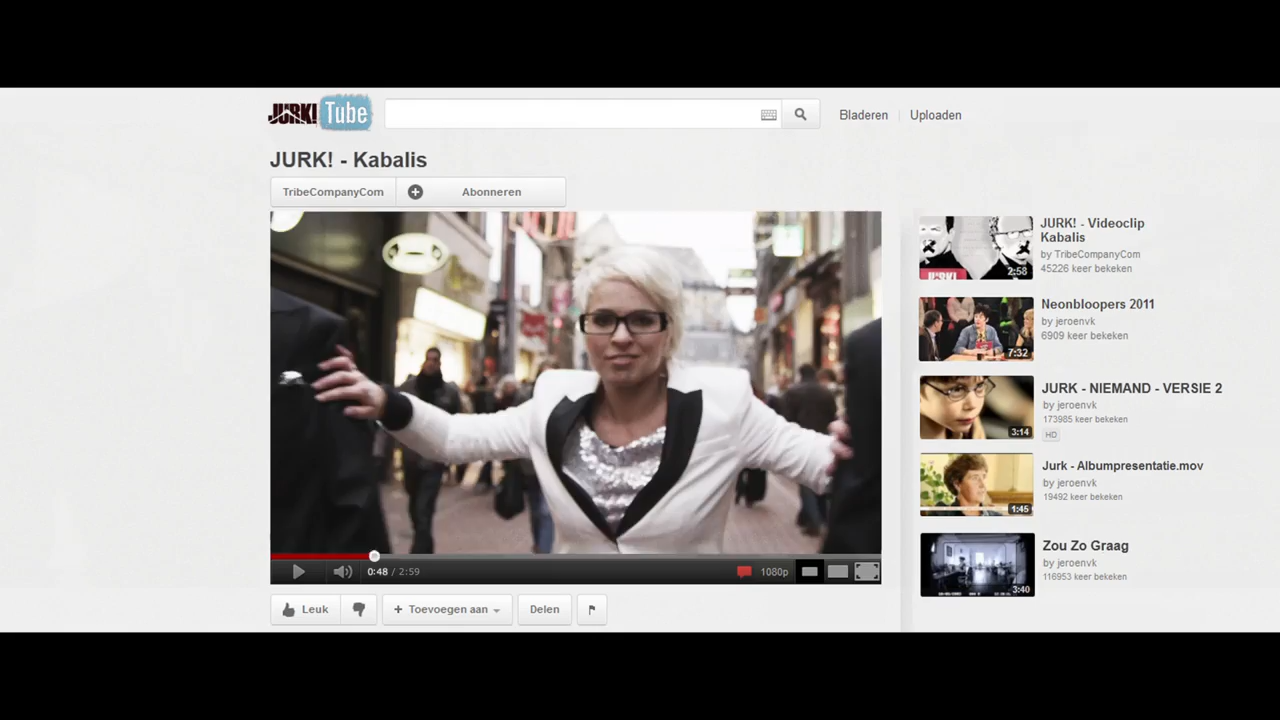 JURK! Tube
Bladeren
Uploaden
JURK! - Kabalis
TribeCompanyCom
Abonneren
0:48 / 2:59
1080p
Leuk
Toevoegen aan
Delen
JURK!
2:58
JURK! - Videoclip
Kabalis
by TribeCompanyCom
45226 keer bekeken
7:32
Neonbloopers 2011
by jeroenvk
6909 keer bekeken
3:14
JURK - NIEMAND - VERSIE 2
by jeroenvk
173985 keer bekeken
HD
1:45
Jurk - Albumpresentatie.mov
by jeroenvk
19492 keer bekeken
3:40
Zou Zo Graag
by jeroenvk
116953 keer bekeken